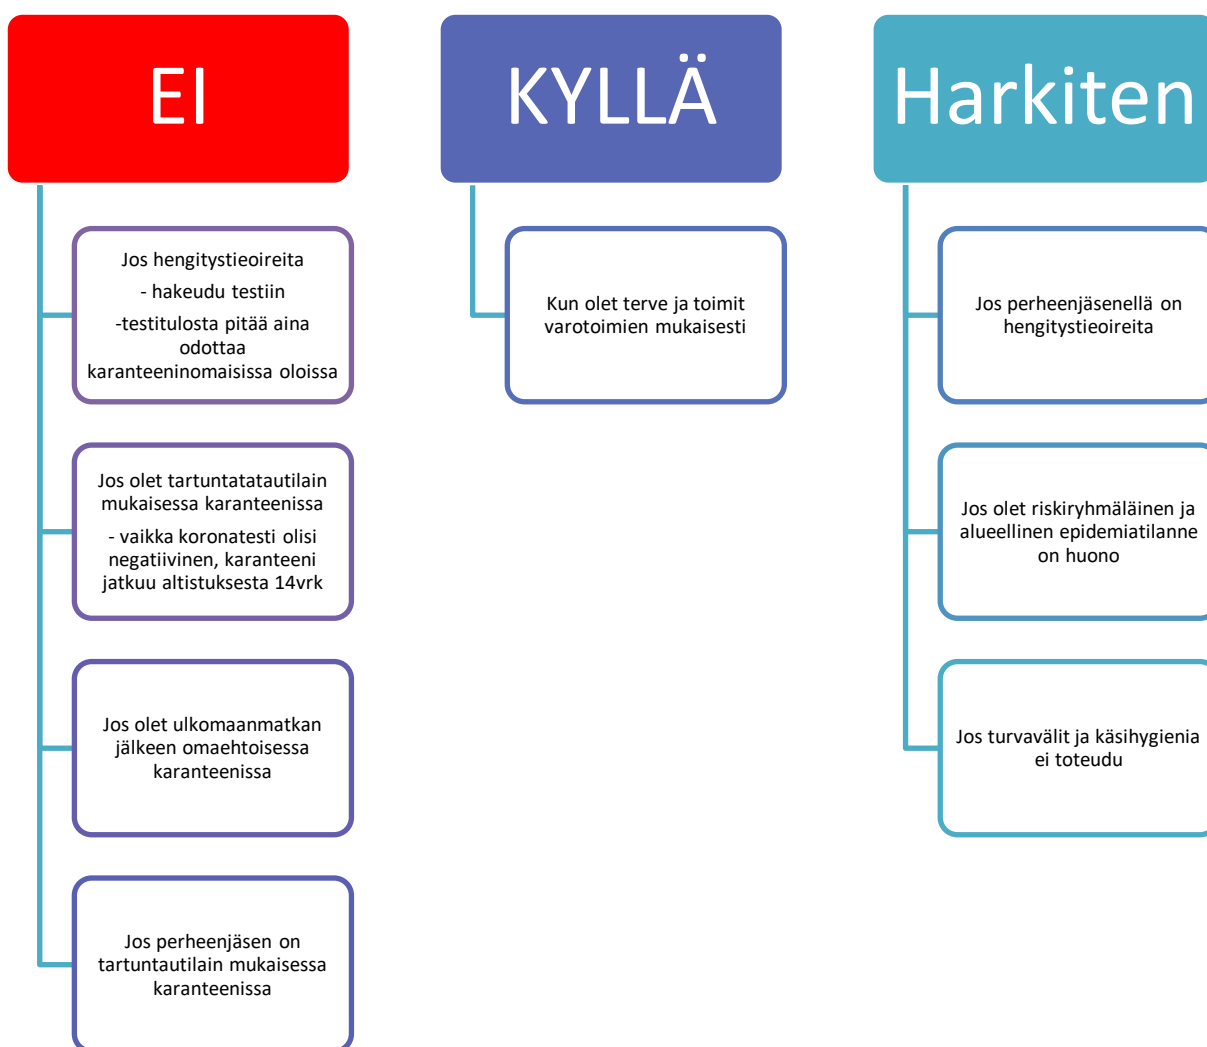 EI
Jos hengitystieoireita
- hakeudu testiin
-testitulosta pitää aina
odottaa
karanteeninomaisissa oloissa
Jos olet tartuntatatautilain
mukaisessa karanteenissa
- vaikka koronatesti olisi
negatiivinen, karanteeni
jatkuu altistuksesta 14vrk
Jos olet ulkomaanmatkan
jälkeen omaehtoisessa
karanteenissa
Jos perheenjäsen on
tartuntautilain mukaisessa
karanteenissa
KYLLÄ
Kun olet terve ja toimit
varotoimien mukaisesti
Harkiten
Jos perheenjäsenellä on
hengitystieoireita
Jos olet riskiryhmäläinen ja
alueellinen epidemiatilanne
on huono
Jos turvavälit ja käsihygienia
ei toteudu